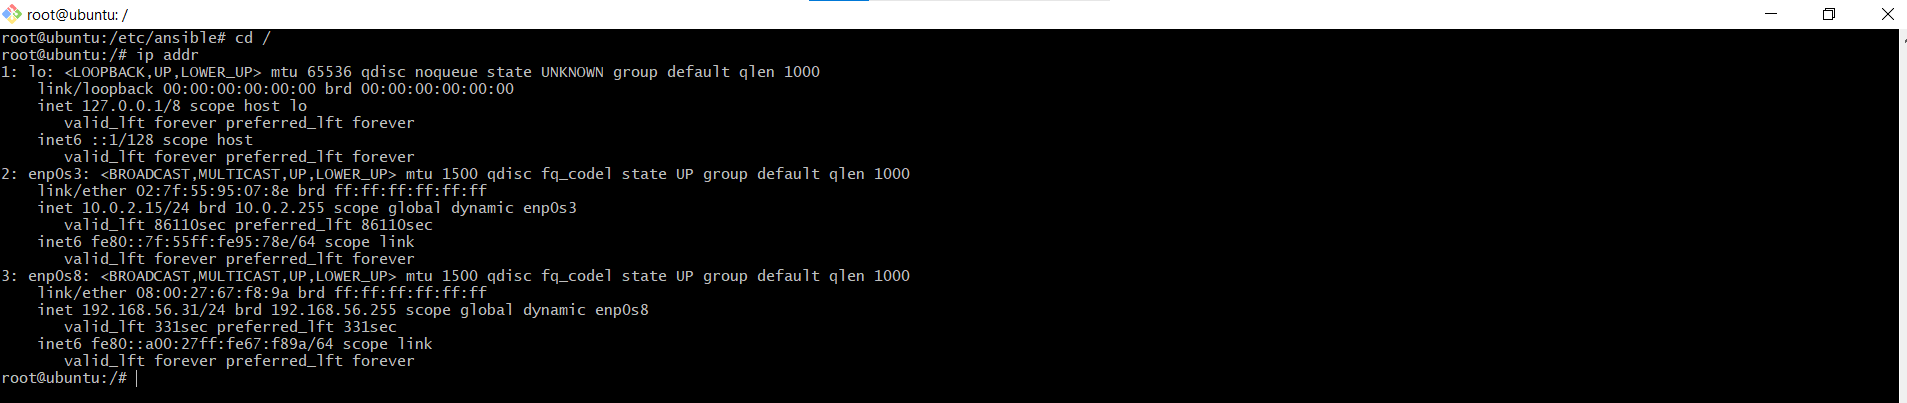 root@ubuntu: /
root@ubuntu:/etc/ansible# cd /
root@ubuntu:/# ip addr
1: lo: <LOOPBACK,UP,LOWER_UP> mtu 65536 qdisc noqueue state UNKNOWN group default qlen 1000
    link/loopback 00:00:00:00:00:00 brd 00:00:00:00:00:00
    inet 127.0.0.1/8 scope host lo
       valid_lft forever preferred_lft forever
    inet6 ::1/128 scope host
       valid_lft forever preferred_lft forever
2: enp0s3: <BROADCAST,MULTICAST,UP,LOWER_UP> mtu 1500 qdisc fq_codel state UP group default qlen 1000
    link/ether 02:7f:55:95:07:8e brd ff:ff:ff:ff:ff:ff
    inet 10.0.2.15/24 brd 10.0.2.255 scope global dynamic enp0s3
       valid_lft 86110sec preferred_lft 86110sec
    inet6 fe80::7f:55ff:fe95:78e/64 scope link
       valid_lft forever preferred_lft forever
3: enp0s8: <BROADCAST,MULTICAST,UP,LOWER_UP> mtu 1500 qdisc fq_codel state UP group default qlen 1000
    link/ether 08:00:27:67:f8:9a brd ff:ff:ff:ff:ff:ff
    inet 192.168.56.31/24 brd 192.168.56.255 scope global dynamic enp0s8
       valid_lft 331sec preferred_lft 331sec
    inet6 fe80::a00:27ff:fe67:f89a/64 scope link
       valid_lft forever preferred_lft forever
root@ubuntu:/#